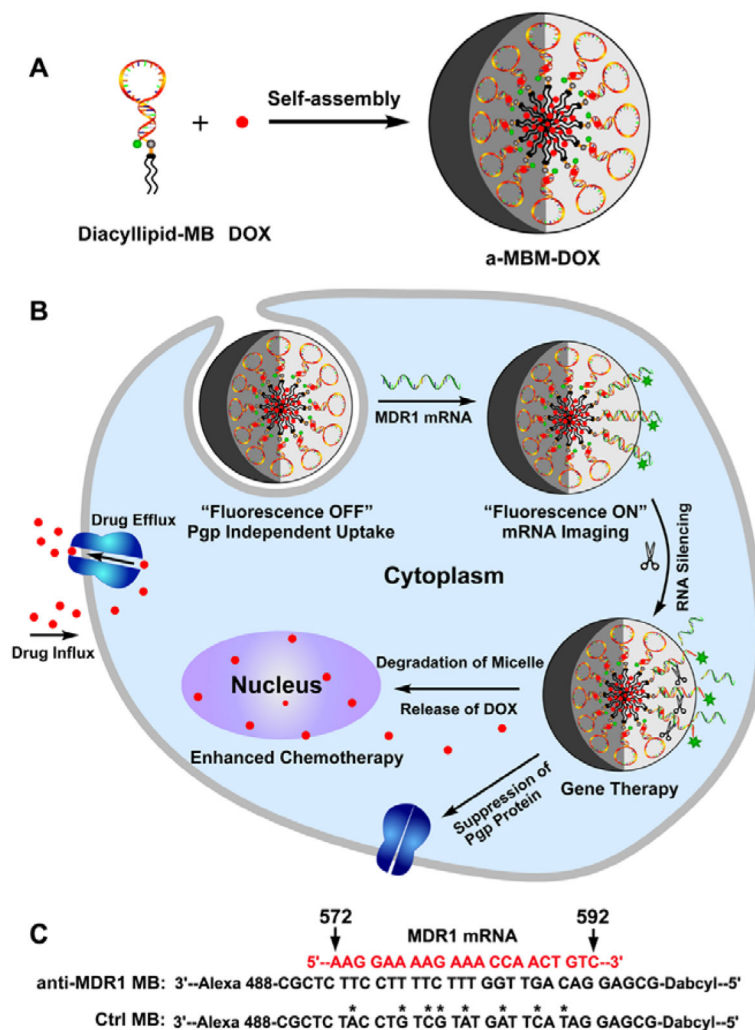 A
Self-assembly
+
Diacyllipid-MB DOX
a-MBM-DOX
B
MDR1 mRNA
"Fluorescence OFF"
Pgp Independent Uptake
"Fluorescence ON"
mRNA Imaging
Drug Efflux
Cytoplasm
RNA Silencing
Drug Influx
Nucleus
Degradation of Micelle
Release of DOX
Enhanced Chemotherapy
Gene Therapy
Suppression of
Pgp Protein
C
572 MDR1 mRNA 592
5'--AAG GAA AAG AAA CCA ACT GTC--3'
anti-MDR1 MB: 3'--Alexa 488-CGCTC TTC CTT TTC TTT GGT TGA CAG GAGCG-Dabcyl--5'
* * * * * * * * *
Ctrl MB: 3'--Alexa 488-CGCTC TAC CTG TCG TAT GAT TCA TAG GAGCG-Dabcyl--5'